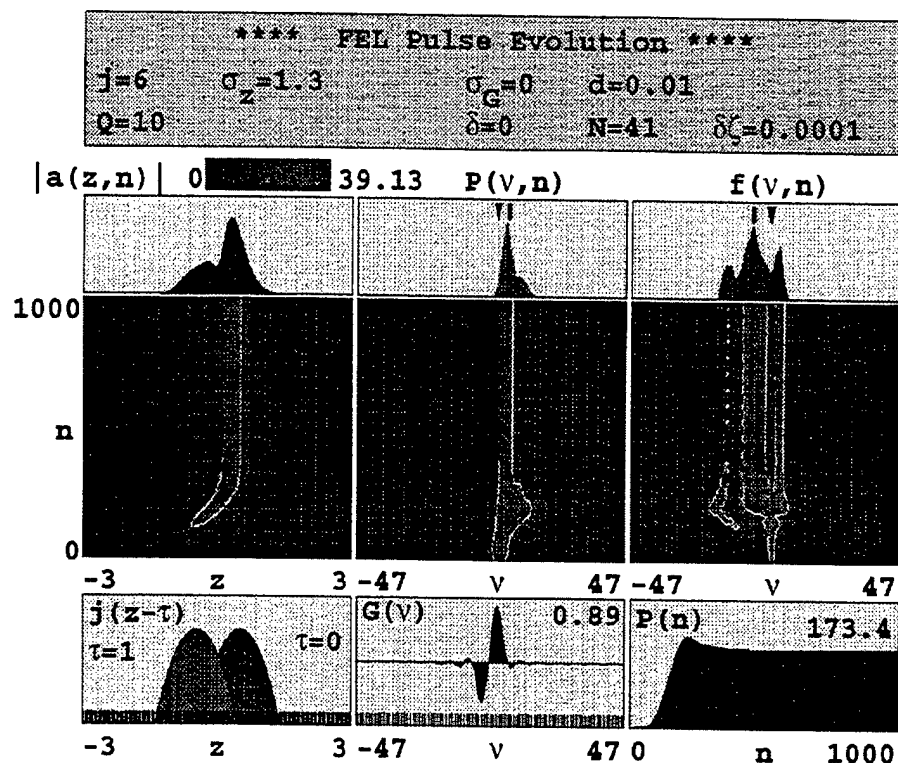 **** FEL Pulse Evolution ****
j=6 σz=1.3 σG=0 d=0.01
Q=10 δ=0 N=41 δζ=0.0001
|a(z,n)| 0 39.13 P(ν,n) f(ν,n)
1000
n
0
-3 z 3 -47 ν 47 -47 ν 47
j(z-τ) G(ν) 0.89 P(n) 173.4
τ=1 τ=0
-3 z 3 -47 ν 47 0 n 1000